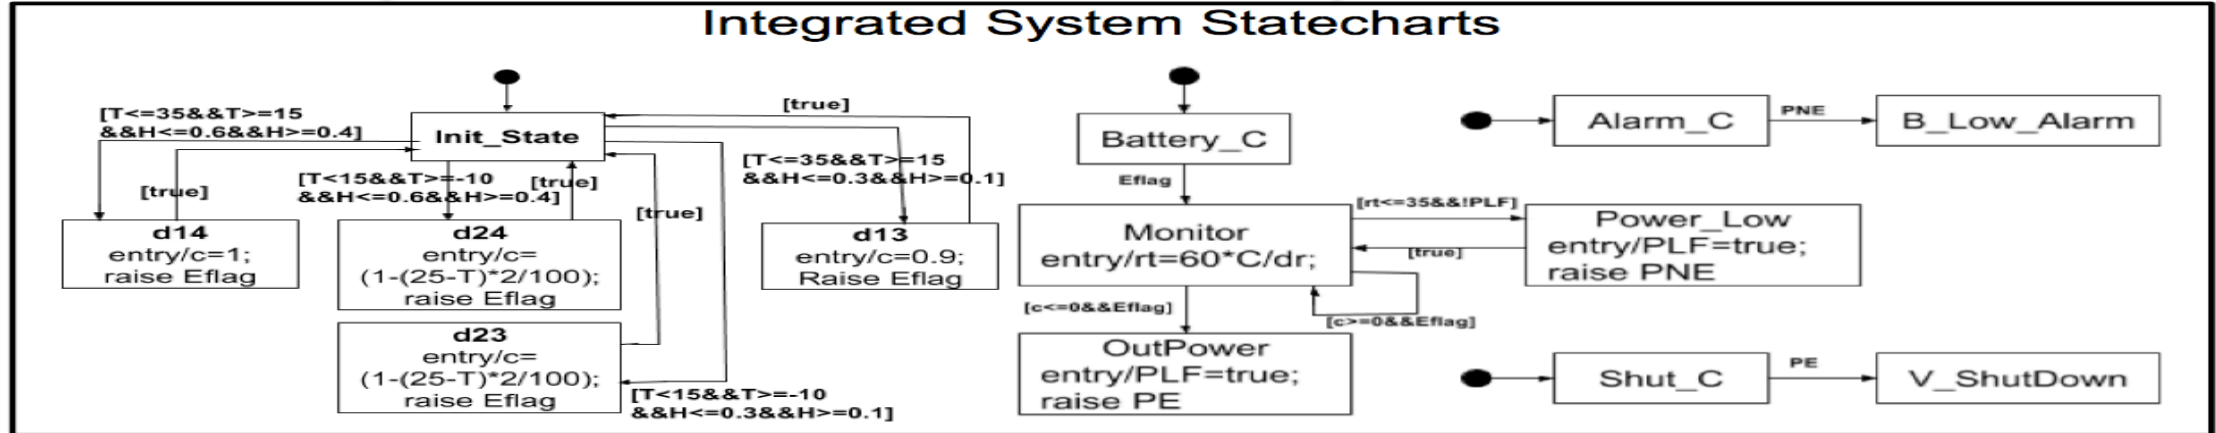 Integrated System Statecharts
[T<=35&&T>=15
&&H<=0.6&&H>=0.4]
Init_State
[true]
[true]
[T<15&&T>=-10
&&H<=0.6&&H>=0.4]
[true]
[true]
[T<=35&&T>=15
&&H<=0.3&&H>=0.1]
d14
entry/c=1;
raise Eflag
d24
entry/c=
(1-(25-T)*2/100);
raise Eflag
d13
entry/c=0.9;
Raise Eflag
d23
entry/c=
(1-(25-T)*2/100);
raise Eflag
[T<15&&T>=-10
&&H<=0.3&&H>=0.1]
Battery_C
Eflag
Monitor
entry/rt=60*C/dr;
[rt<=35&&!PLF]
[true]
Power_Low
entry/PLF=true;
raise PNE
[c<=0&&Eflag]
[c>=0&&Eflag]
OutPower
entry/PLF=true;
raise PE
Alarm_C
PNE
B_Low_Alarm
Shut_C
PE
V_ShutDown